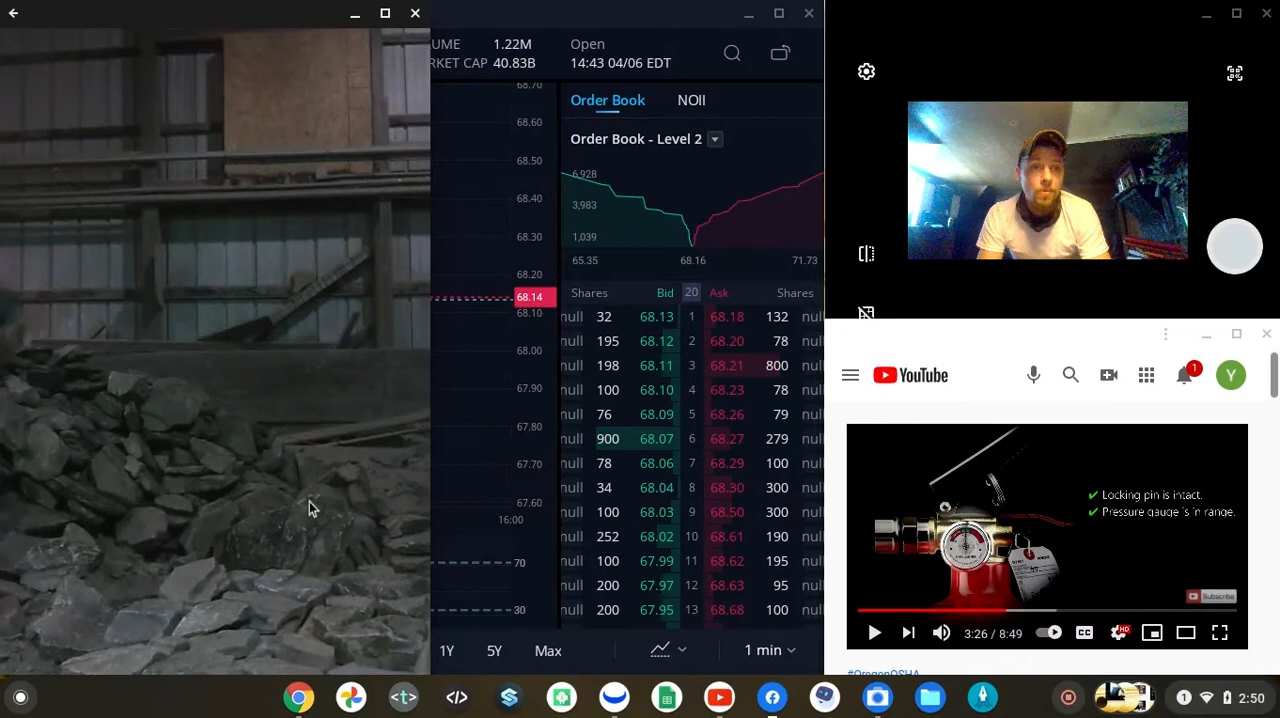 UME 1.22M
RKET CAP 40.83B
Open
14:43 04/06 EDT
68.70
68.60
68.50
68.40
68.30
68.20
68.14
68.10
68.00
67.90
67.80
67.70
67.60
16:00
70
30
1Y 5Y Max 1 min
Order Book NOII
Order Book - Level 2
6,928
3,983
1,039
65.35 68.16 71.73
Shares Bid 20 Ask Shares
null 32 68.13 1 68.18 132 null
null 195 68.12 2 68.20 78 null
null 198 68.11 3 68.21 800 null
null 100 68.10 4 68.23 78 null
null 76 68.09 5 68.26 79 null
null 900 68.07 6 68.27 279 null
null 78 68.06 7 68.29 100 null
null 34 68.04 8 68.30 300 null
null 100 68.03 9 68.50 300 null
null 252 68.02 10 68.61 190 null
null 100 67.99 11 68.62 195 null
null 200 67.97 12 68.63 95 null
null 200 67.95 13 68.68 100 null
YouTube 1 Y
✓ Locking pin is intact.
✓ Pressure gauge is in range.
Subscribe
3:26 / 8:49 CC HD
#OregonOSHA
<t> </> 1 2:50